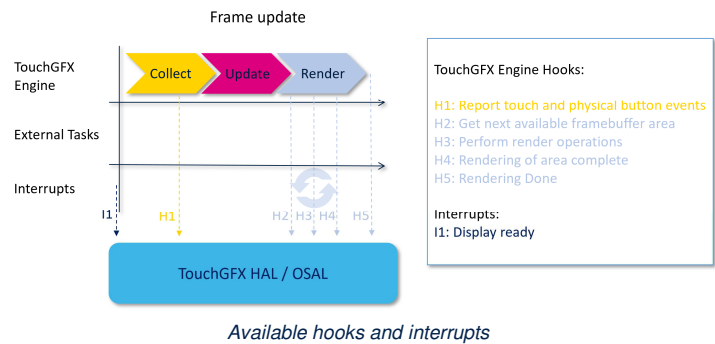 Frame update
TouchGFX
Engine
Collect
Update
Render
External Tasks
Interrupts
I1
H1
H2
H3
H4
H5
TouchGFX HAL / OSAL
TouchGFX Engine Hooks:
H1: Report touch and physical button events
H2: Get next available framebuffer area
H3: Perform render operations
H4: Rendering of area complete
H5: Rendering Done
Interrupts:
I1: Display ready
Available hooks and interrupts